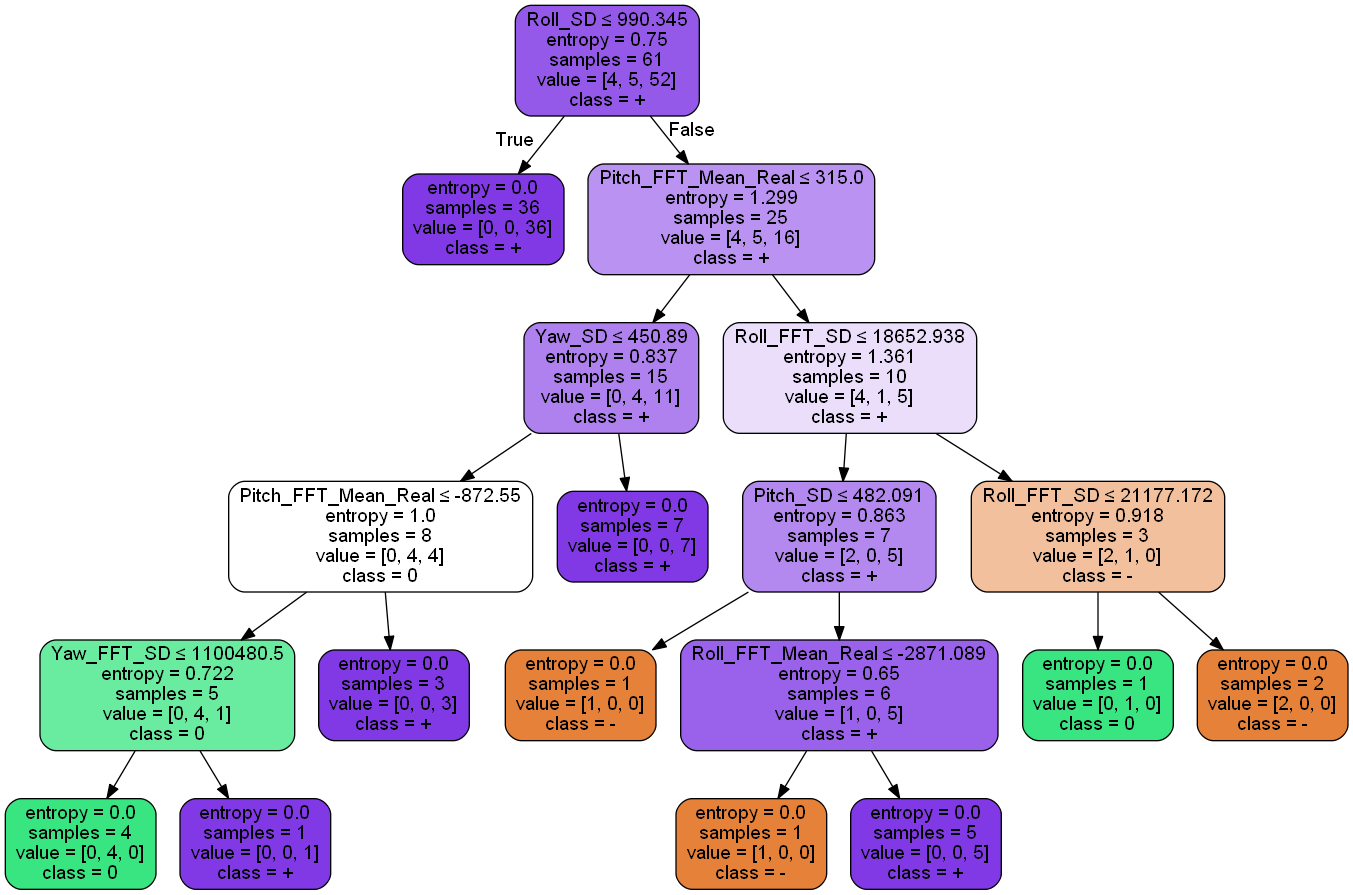 Roll_SD ≤ 990.345
entropy = 0.75
samples = 61
value = [4, 5, 52]
class = +
True
False
entropy = 0.0
samples = 36
value = [0, 0, 36]
class = +
Pitch_FFT_Mean_Real ≤ 315.0
entropy = 1.299
samples = 25
value = [4, 5, 16]
class = +
Yaw_SD ≤ 450.89
entropy = 0.837
samples = 15
value = [0, 4, 11]
class = +
Roll_FFT_SD ≤ 18652.938
entropy = 1.361
samples = 10
value = [4, 1, 5]
class = +
Pitch_FFT_Mean_Real ≤ -872.55
entropy = 1.0
samples = 8
value = [0, 4, 4]
class = 0
entropy = 0.0
samples = 7
value = [0, 0, 7]
class = +
Pitch_SD ≤ 482.091
entropy = 0.863
samples = 7
value = [2, 0, 5]
class = +
Roll_FFT_SD ≤ 21177.172
entropy = 0.918
samples = 3
value = [2, 1, 0]
class = -
Yaw_FFT_SD ≤ 1100480.5
entropy = 0.722
samples = 5
value = [0, 4, 1]
class = 0
entropy = 0.0
samples = 3
value = [0, 0, 3]
class = +
entropy = 0.0
samples = 1
value = [1, 0, 0]
class = -
Roll_FFT_Mean_Real ≤ -2871.089
entropy = 0.65
samples = 6
value = [1, 0, 5]
class = +
entropy = 0.0
samples = 1
value = [0, 1, 0]
class = 0
entropy = 0.0
samples = 2
value = [2, 0, 0]
class = -
entropy = 0.0
samples = 4
value = [0, 4, 0]
class = 0
entropy = 0.0
samples = 1
value = [0, 0, 1]
class = +
entropy = 0.0
samples = 1
value = [1, 0, 0]
class = -
entropy = 0.0
samples = 5
value = [0, 0, 5]
class = +